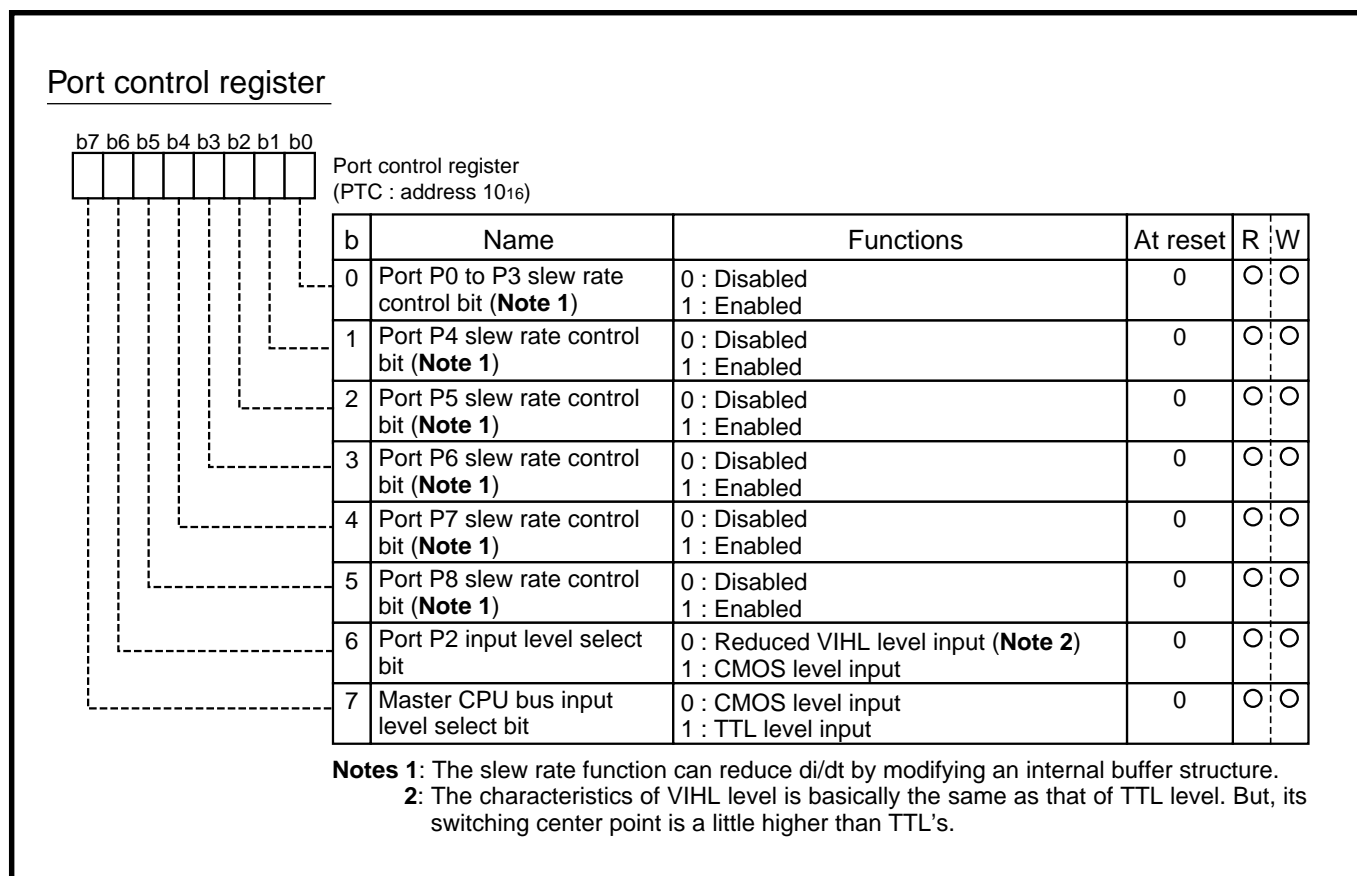 Port control register
b7 b6 b5 b4 b3 b2 b1 b0
Port control register
(PTC : address 1016)
b Name Functions At reset R W
0 Port P0 to P3 slew rate control bit (Note 1) 0 : Disabled 1 : Enabled 0 O O
1 Port P4 slew rate control bit (Note 1) 0 : Disabled 1 : Enabled 0 O O
2 Port P5 slew rate control bit (Note 1) 0 : Disabled 1 : Enabled 0 O O
3 Port P6 slew rate control bit (Note 1) 0 : Disabled 1 : Enabled 0 O O
4 Port P7 slew rate control bit (Note 1) 0 : Disabled 1 : Enabled 0 O O
5 Port P8 slew rate control bit (Note 1) 0 : Disabled 1 : Enabled 0 O O
6 Port P2 input level select bit 0 : Reduced VIHL level input (Note 2) 1 : CMOS level input 0 O O
7 Master CPU bus input level select bit 0 : CMOS level input 1 : TTL level input 0 O O
Notes 1: The slew rate function can reduce di/dt by modifying an internal buffer structure.
2: The characteristics of VIHL level is basically the same as that of TTL level. But, its
switching center point is a little higher than TTL's.